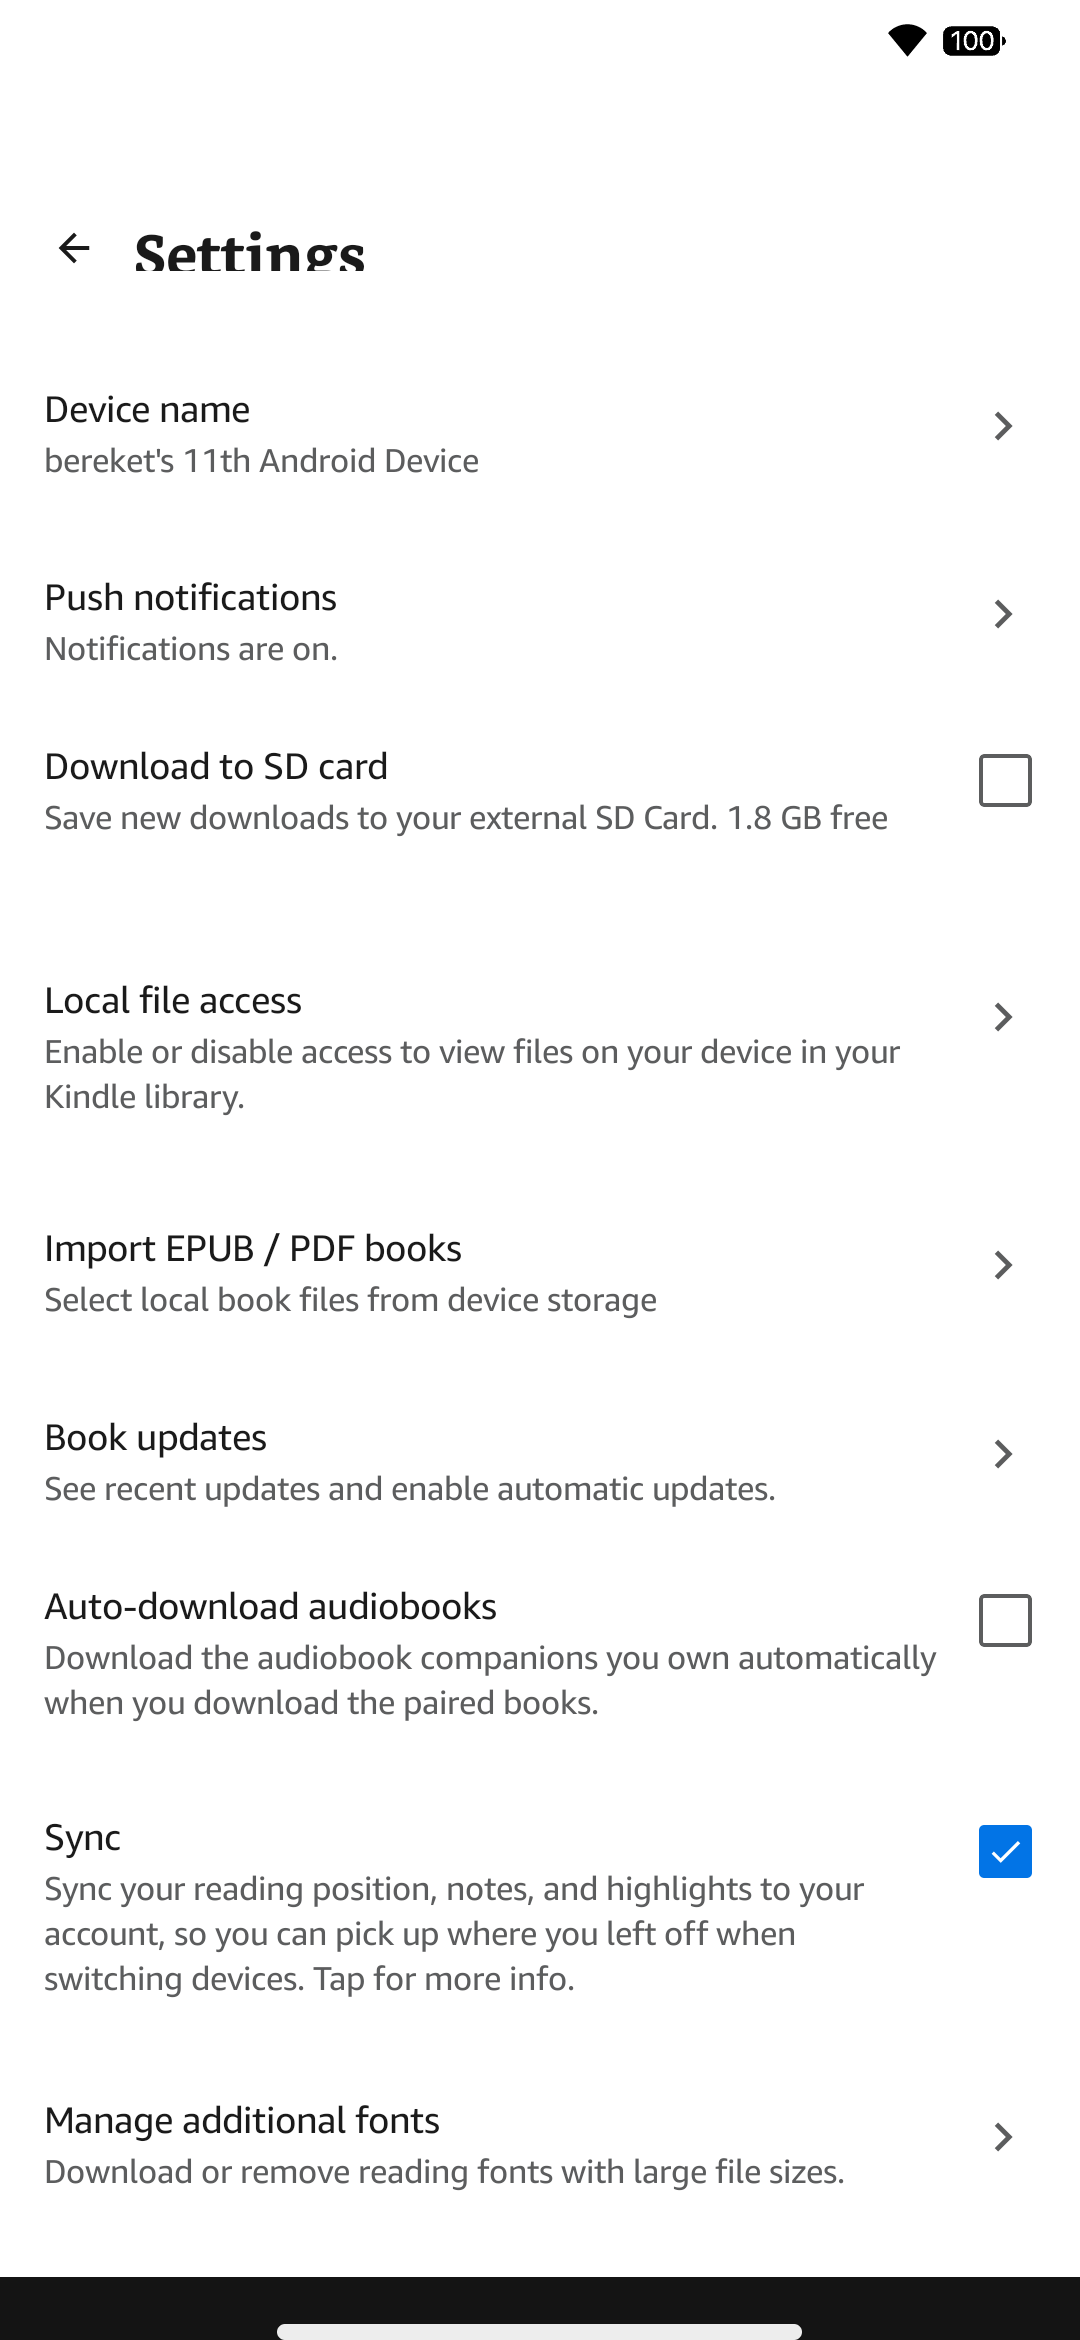 100
Settings
Device name
bereket's 11th Android Device
Push notifications
Notifications are on.
Download to SD card
Save new downloads to your external SD Card. 1.8 GB free
Local file access
Enable or disable access to view files on your device in your
Kindle library.
Import EPUB / PDF books
Select local book files from device storage
Book updates
See recent updates and enable automatic updates.
Auto-download audiobooks
Download the audiobook companions you own automatically
when you download the paired books.
Sync
Sync your reading position, notes, and highlights to your
account, so you can pick up where you left off when
switching devices. Tap for more info.
Manage additional fonts
Download or remove reading fonts with large file sizes.